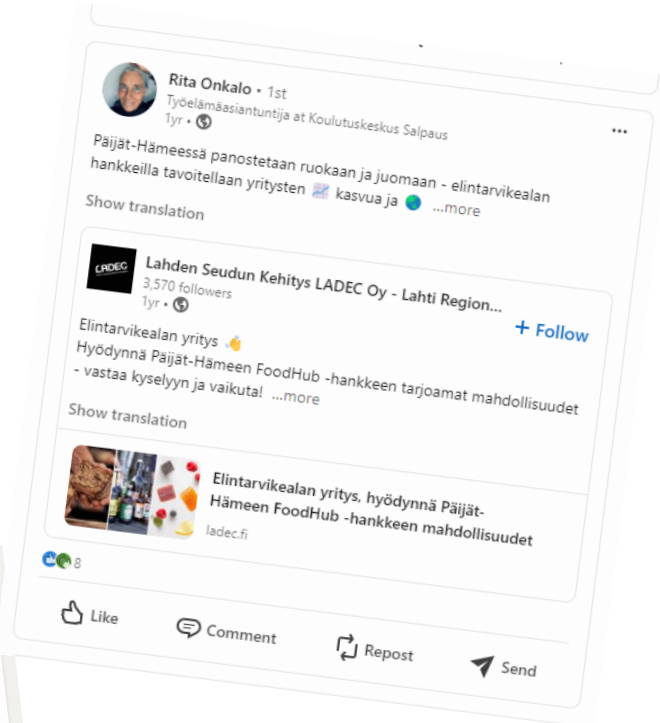 Rita Onkalo • 1st
Työelämäasiantuntija at Koulutuskeskus Salpaus
1yr •
Päijät-Hämeessä panostetaan ruokaan ja juomaan - elintarvikealan
hankkeilla tavoitellaan yritysten 📈 kasvua ja 🌏 ...more
Show translation
LADEC
Lahden Seudun Kehitys LADEC Oy - Lahti Region...
3,570 followers
1yr •
+ Follow
Elintarvikealan yritys 👋
Hyödynnä Päijät-Hämeen FoodHub -hankkeen tarjoamat mahdollisuudet
- vastaa kyselyyn ja vaikuta! ...more
Show translation
Elintarvikealan yritys, hyödynnä Päijät-
Hämeen FoodHub -hankkeen mahdollisuudet
ladec.fi
8
Like
Comment
Repost
Send